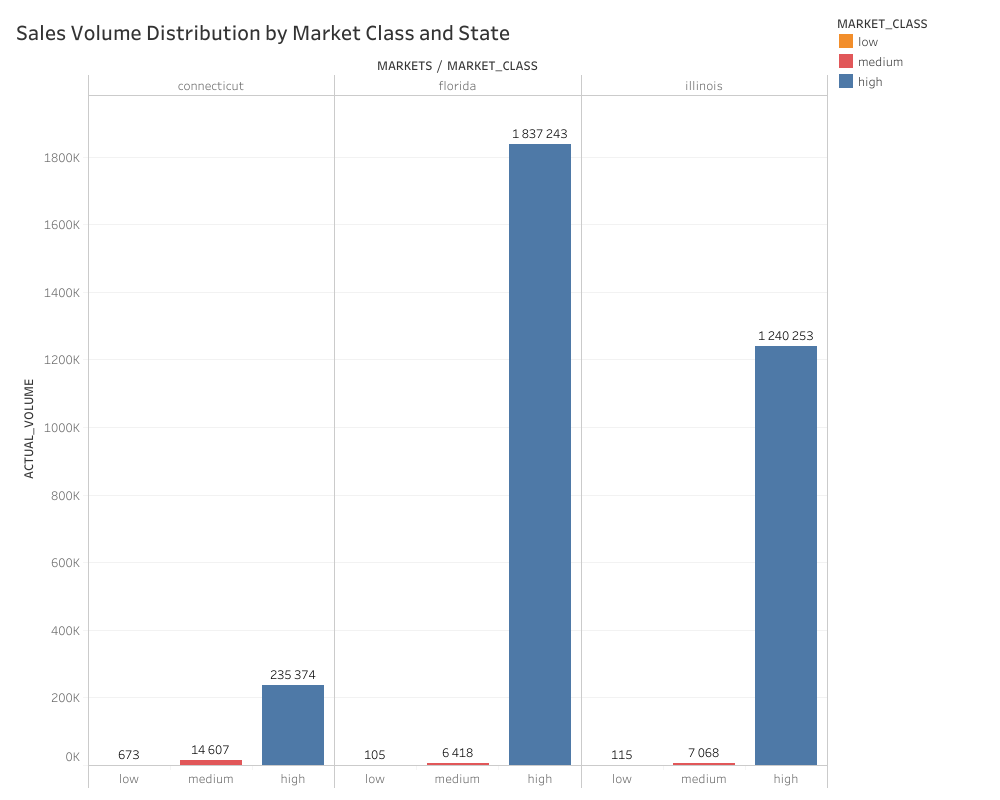 Sales Volume Distribution by Market Class and State
MARKETS / MARKET_CLASS
connecticut florida illinois
MARKET_CLASS
low
medium
high
ACTUAL_VOLUME
1800K
1600K
1400K
1200K
1000K
800K
600K
400K
200K
0K
673 14 607 235 374 105 6 418 1 837 243 115 7 068 1 240 253
low medium high low medium high low medium high